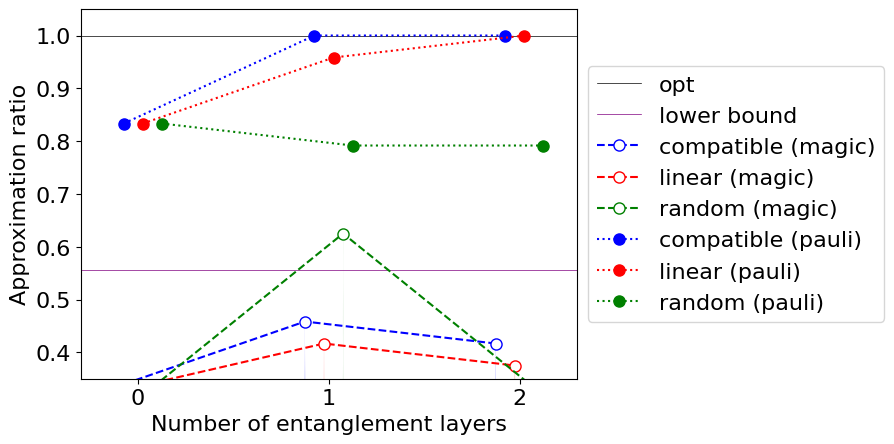 1.0
0.9
0.8
0.7
0.6
0.5
0.4
Approximation ratio
0 1 2
Number of entanglement layers
opt
lower bound
compatible (magic)
linear (magic)
random (magic)
compatible (pauli)
linear (pauli)
random (pauli)